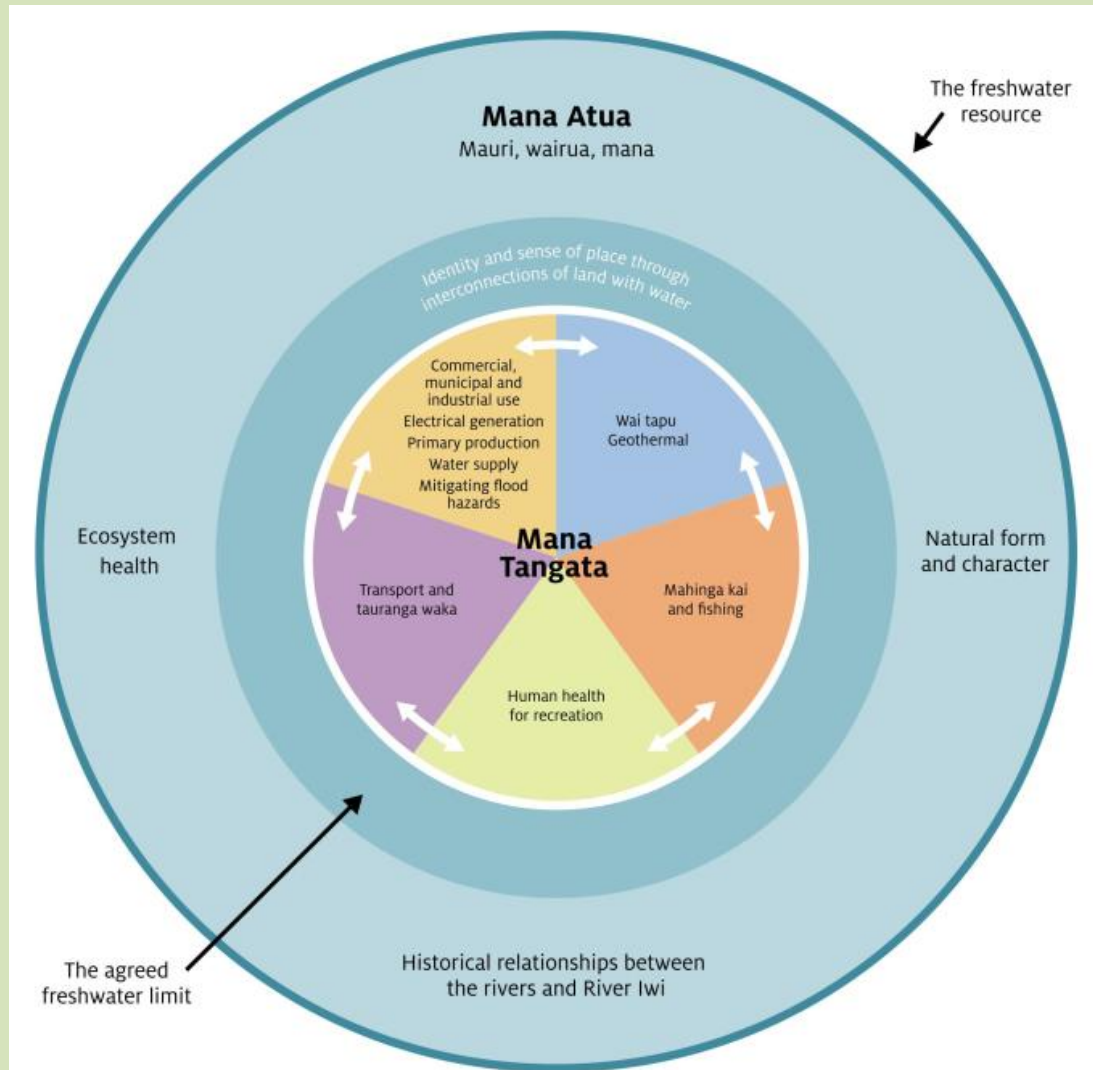 The freshwater
resource
Mana Atua
Mauri, wairua, mana
Identity and sense of place through
interconnections of land with water
Commercial,
municipal and
industrial use
Electrical generation
Primary production
Water supply
Mitigating flood
hazards
Wai tapu
Geothermal
Mana
Tangata
Ecosystem
health
Natural form
and character
Transport and
tauranga waka
Mahinga kai
and fishing
Human health
for recreation
The agreed
freshwater limit
Historical relationships between
the rivers and River Iwi